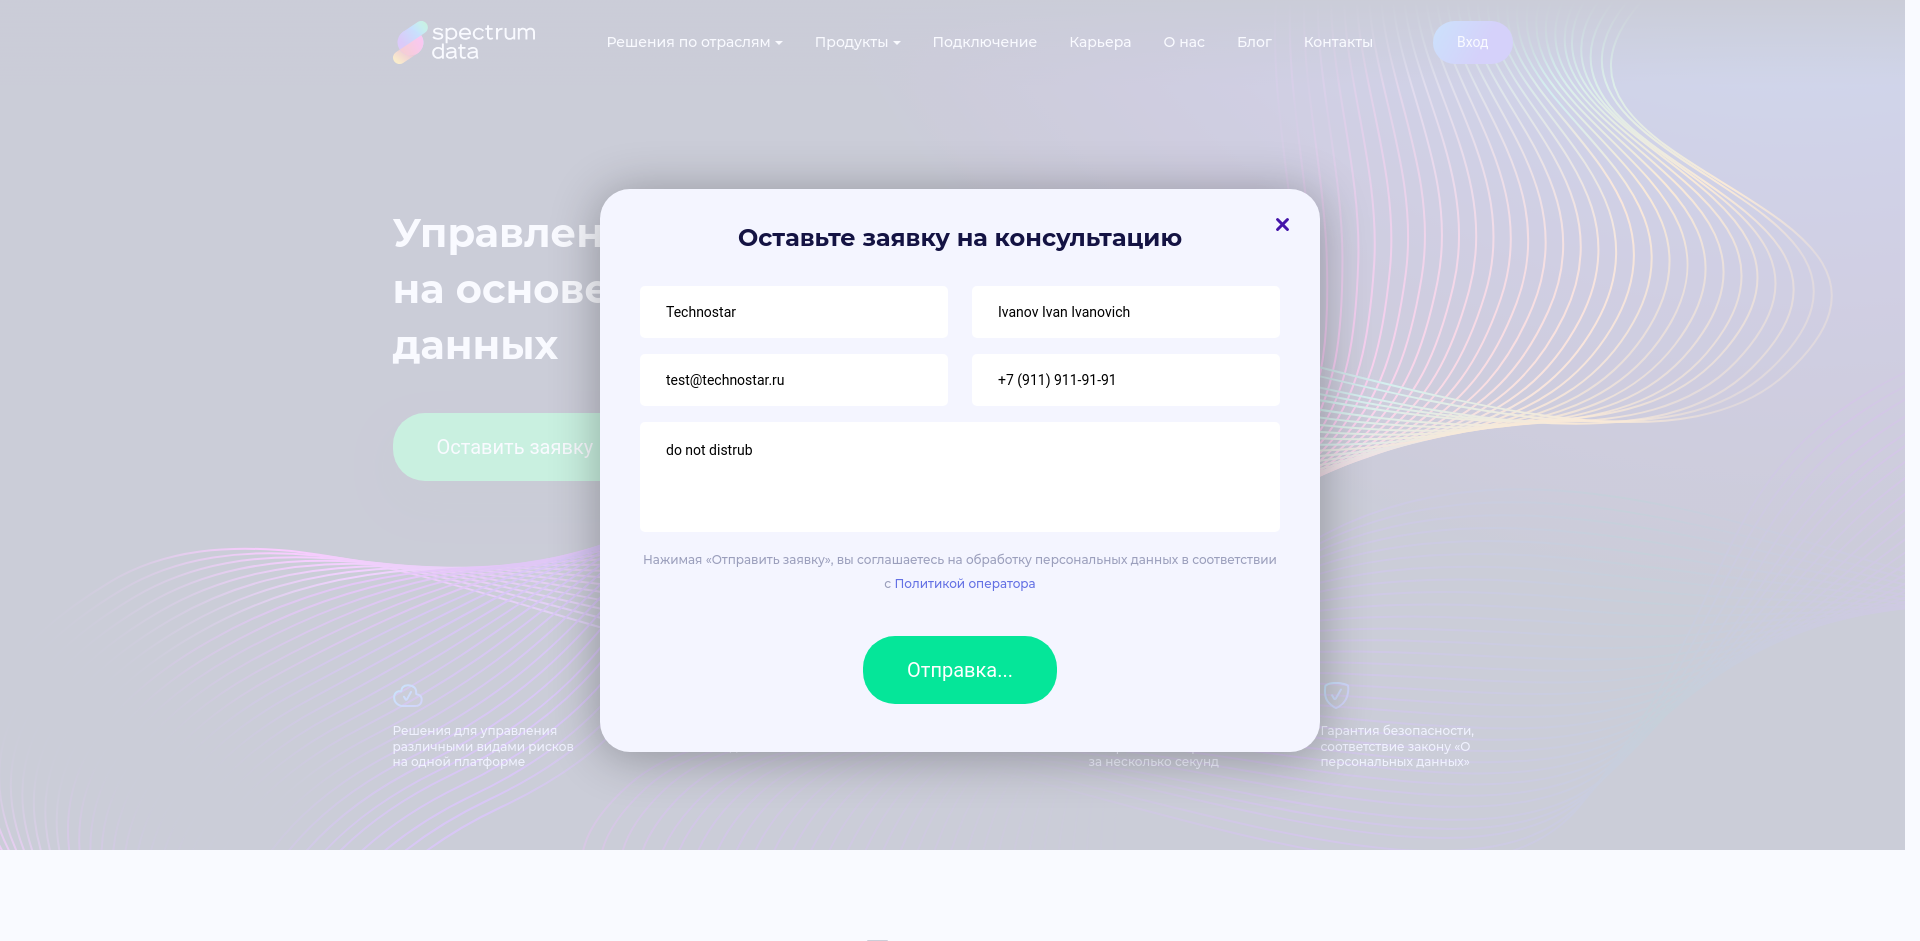 spectrum
data
Решения по отраслям
Продукты
Подключение
Карьера
О нас
Блог
Контакты
Вход
Управлен
на основе
данных
Оставить заявку
Оставьте заявку на консультацию
Technostar
Ivanov Ivan Ivanovich
test@technostar.ru
+7 (911) 911-91-91
do not distrub
Нажимая «Отправить заявку», вы соглашаетесь на обработку персональных данных в соответствии
с Политикой оператора
Отправка...
Решения для управления
различными видами рисков
на одной платформе
за несколько секунд
Гарантия безопасности,
соответствие закону «О
персональных данных»